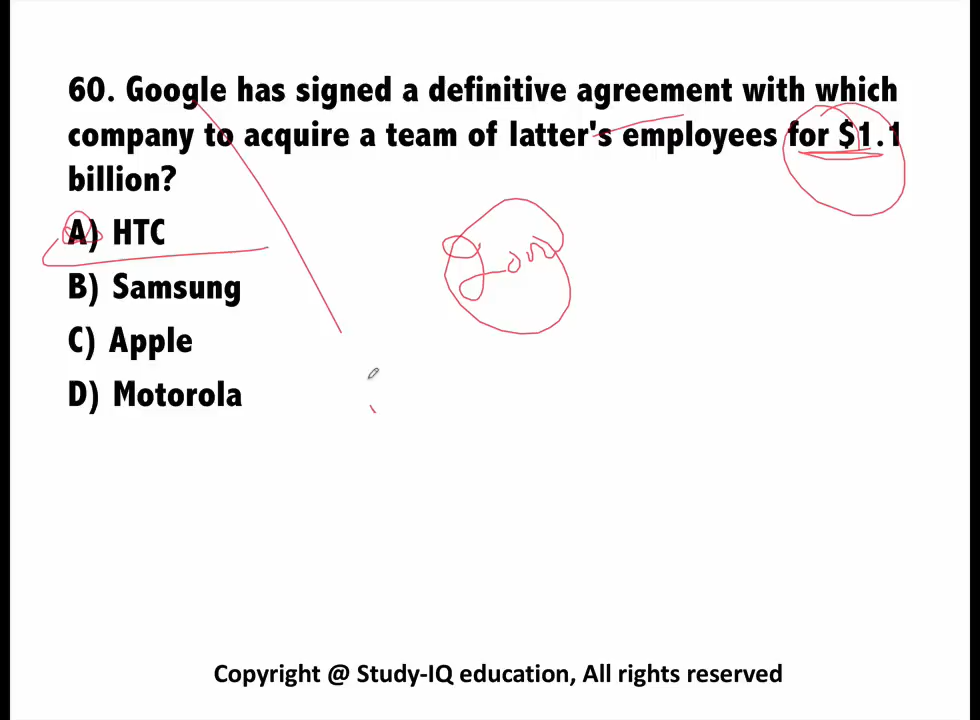 60. Google has signed a definitive agreement with which
company to acquire a team of latter's employees for $1.1
billion?
A) HTC
B) Samsung
C) Apple
D) Motorola
Copyright @ Study-IQ education, All rights reserved